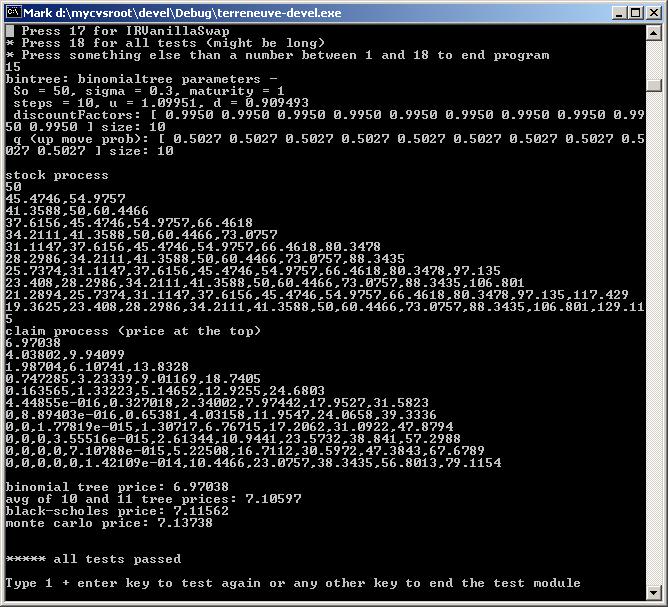 Mark d:\mycvsroot\devel\Debug\terreneuve-devel.exe
Press 17 for IRVanillaSwap
* Press 18 for all tests (might be long)
* Press something else than a number between 1 and 18 to end program
15
bintree: binomialtree parameters -
So = 50, sigma = 0.3, maturity = 1
steps = 10, u = 1.09951, d = 0.909493
discountFactors: [ 0.9950 0.9950 0.9950 0.9950 0.9950 0.9950 0.9950 0.9950 0.99
50 0.9950 ] size: 10
q (up move prob): [ 0.5027 0.5027 0.5027 0.5027 0.5027 0.5027 0.5027 0.5027 0.5
027 0.5027 ] size: 10
stock process
50
45.4746,54.9757
41.3588,50,60.4466
37.6156,45.4746,54.9757,66.4618
34.2111,41.3588,50,60.4466,73.0757
31.1147,37.6156,45.4746,54.9757,66.4618,80.3478
28.2986,34.2111,41.3588,50,60.4466,73.0757,88.3435
25.7374,31.1147,37.6156,45.4746,54.9757,66.4618,80.3478,97.135
23.408,28.2986,34.2111,41.3588,50,60.4466,73.0757,88.3435,106.801
21.2894,25.7374,31.1147,37.6156,45.4746,54.9757,66.4618,80.3478,97.135,117.429
19.3625,23.408,28.2986,34.2111,41.3588,50,60.4466,73.0757,88.3435,106.801,129.11
5
claim process (price at the top)
6.97038
4.03802,9.94099
1.98704,6.10741,13.8328
0.747285,3.23339,9.01169,18.7405
0.163565,1.33223,5.14652,12.9255,24.6803
4.44855e-016,0.327018,2.34002,7.97442,17.9527,31.5823
0,8.89403e-016,0.65381,4.03158,11.9547,24.0658,39.3336
0,0,1.77819e-015,1.30717,6.76715,17.2062,31.0922,47.8794
0,0,0,3.55516e-015,2.61344,10.9441,23.5732,38.841,57.2988
0,0,0,0,7.10788e-015,5.22508,16.7112,30.5972,47.3843,67.6789
0,0,0,0,0,1.42109e-014,10.4466,23.0757,38.3435,56.8013,79.1154
binomial tree price: 6.97038
avg of 10 and 11 tree prices: 7.10597
black-scholes price: 7.11562
monte carlo price: 7.13738
***** all tests passed
Type 1 + enter key to test again or any other key to end the test module